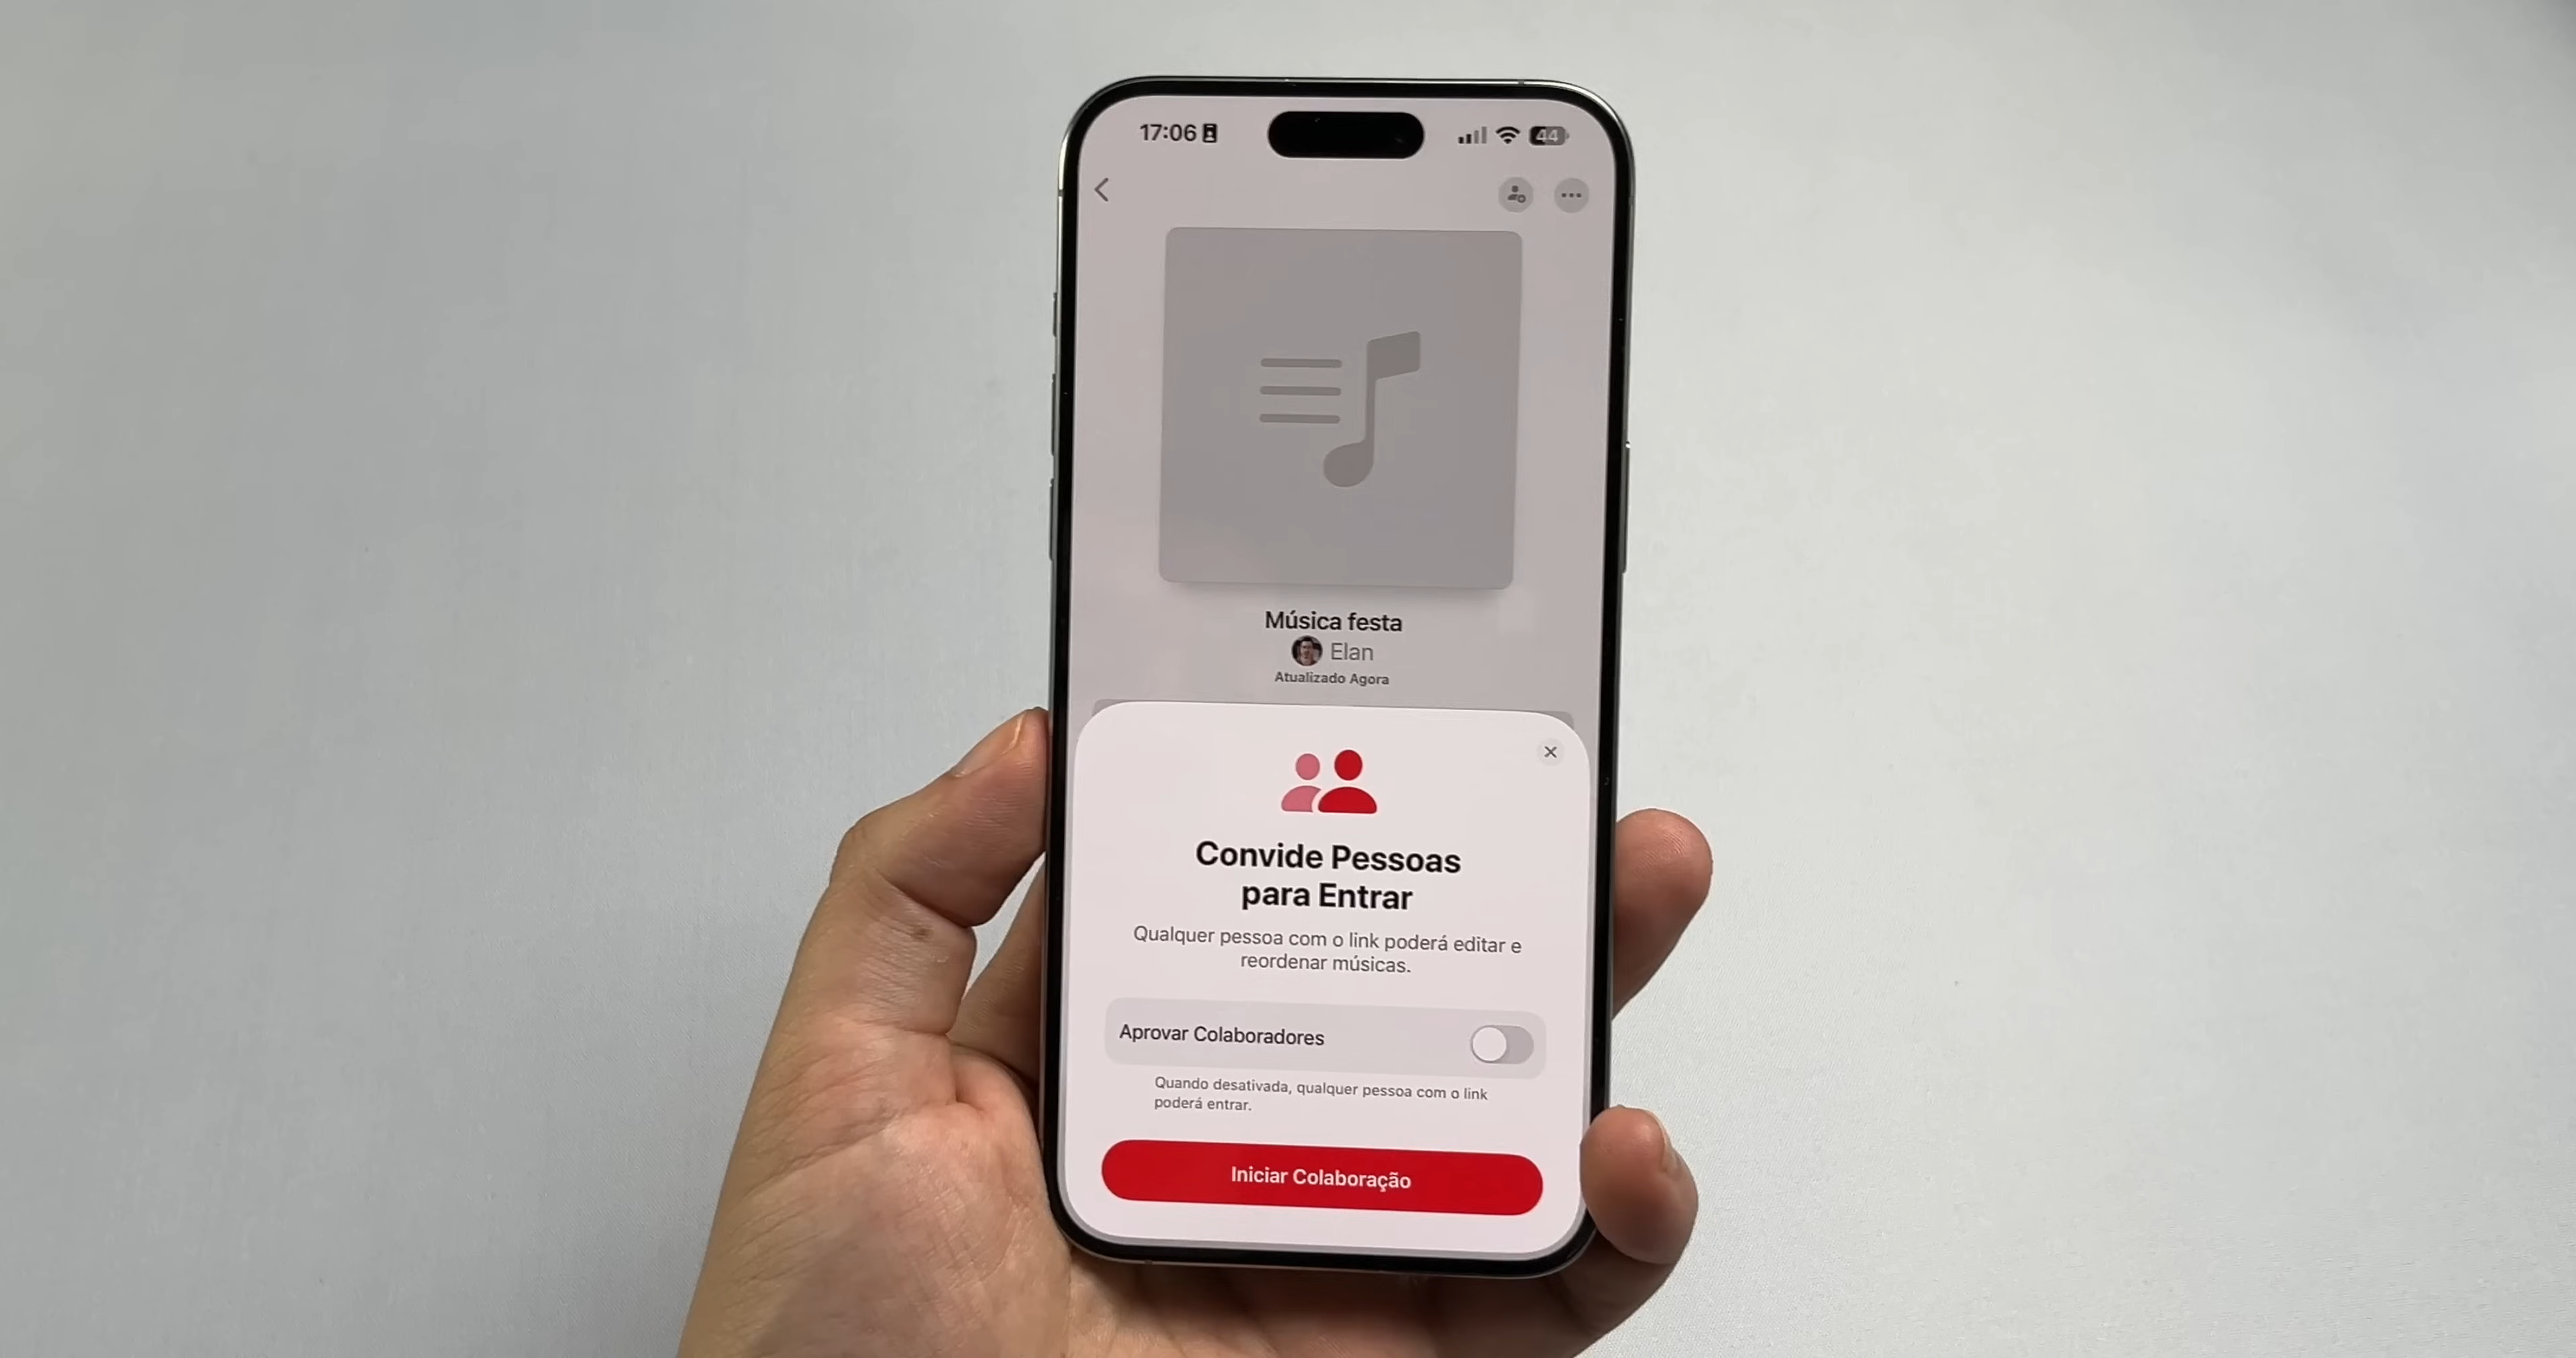 17:06
44
Música festa
Elan
Atualizado Agora
Convide Pessoas
para Entrar
Qualquer pessoa com o link poderá editar e
reordenar músicas.
Aprovar Colaboradores
Quando desativada, qualquer pessoa com o link
poderá entrar.
Iniciar Colaboração